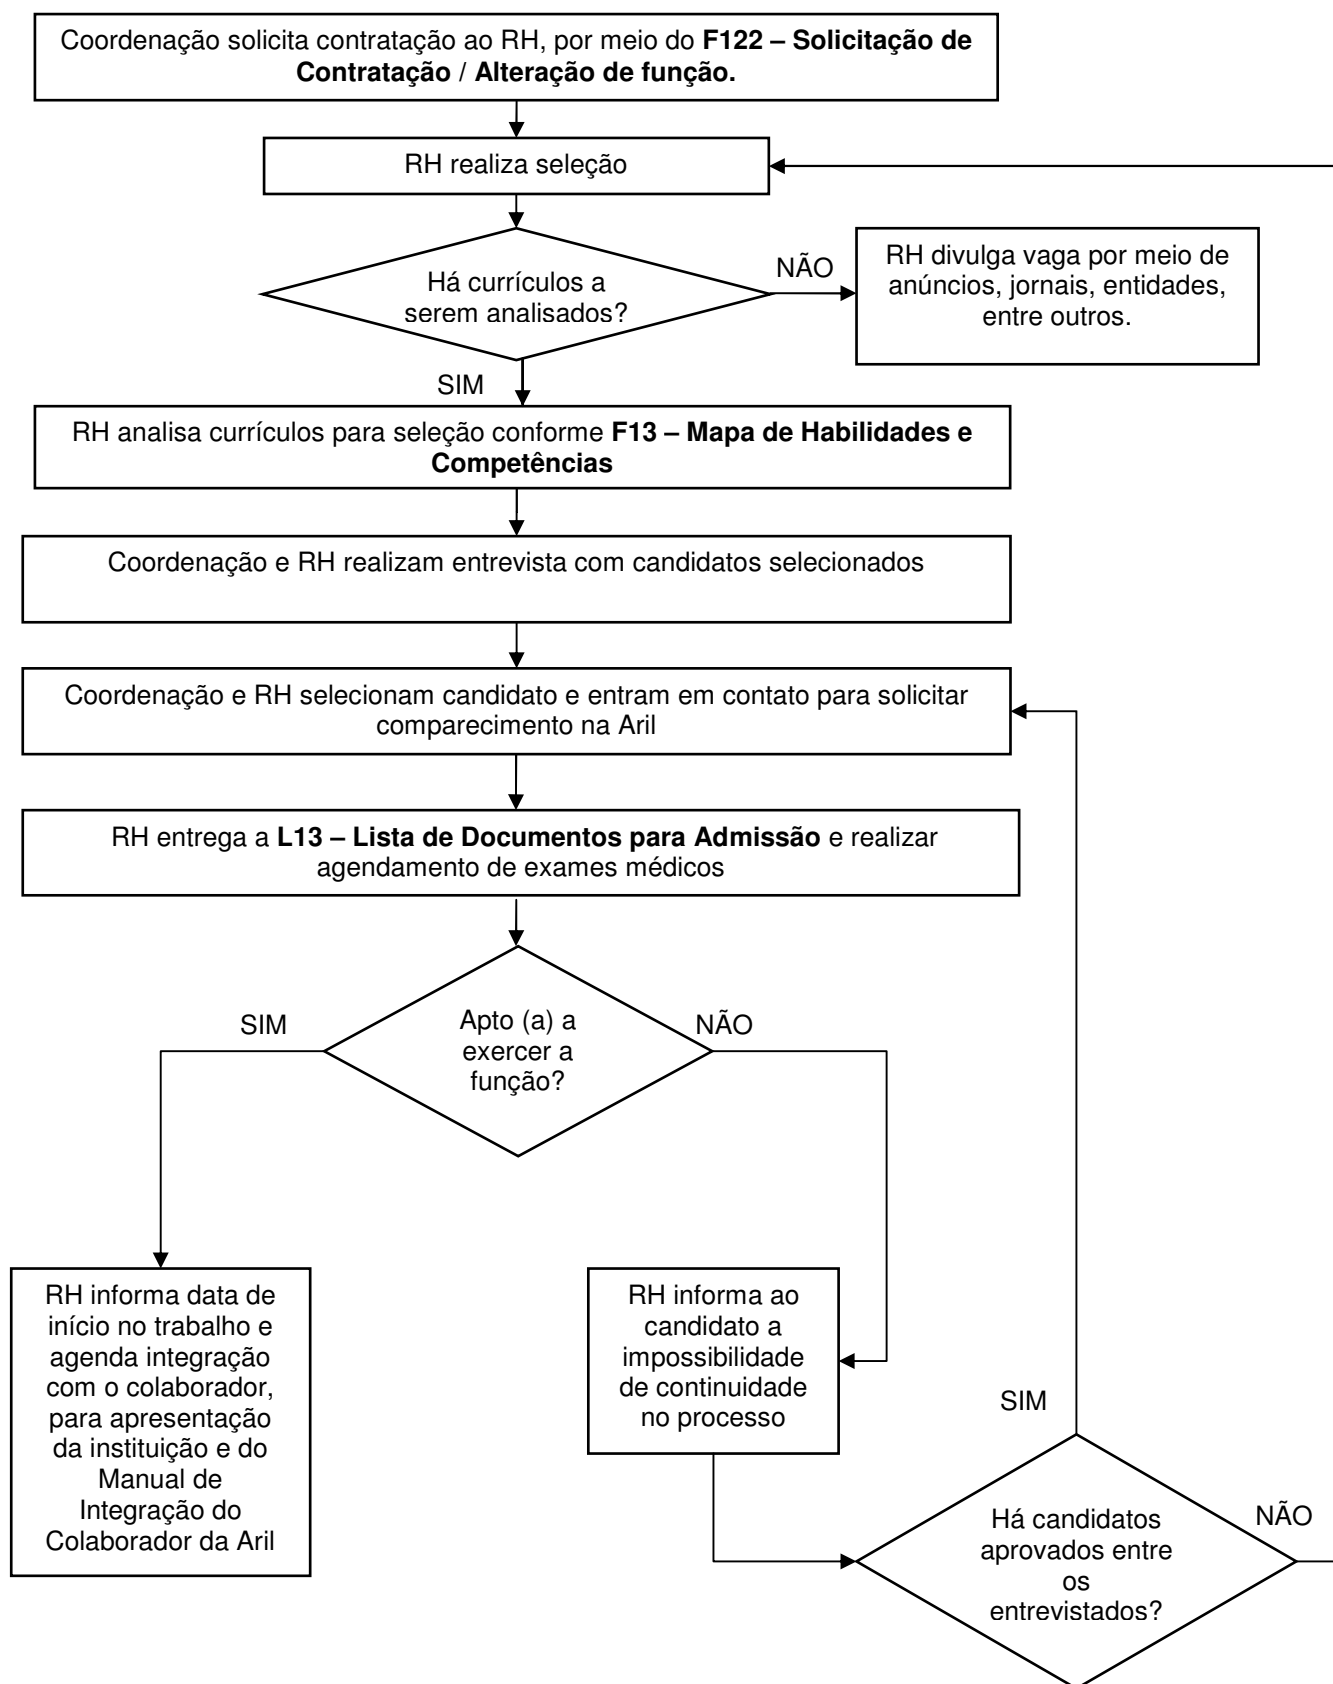 Coordenação solicita contratação ao RH, por meio do F122 – Solicitação de
Contratação / Alteração de função.
RH realiza seleção
Há currículos a
serem analisados?
NÃO
RH divulga vaga por meio de
anúncios, jornais, entidades,
entre outros.
SIM
RH analisa currículos para seleção conforme F13 – Mapa de Habilidades e
Competências
Coordenação e RH realizam entrevista com candidatos selecionados
Coordenação e RH selecionam candidato e entram em contato para solicitar
comparecimento na Aril
RH entrega a L13 – Lista de Documentos para Admissão e realizar
agendamento de exames médicos
SIM
Apto (a) a
exercer a
função?
NÃO
RH informa data de
início no trabalho e
agenda integração
com o colaborador,
para apresentação
da instituição e do
Manual de
Integração do
Colaborador da Aril
RH informa ao
candidato a
impossibilidade
de continuidade
no processo
SIM
Há candidatos
aprovados entre
os
entrevistados?
NÃO